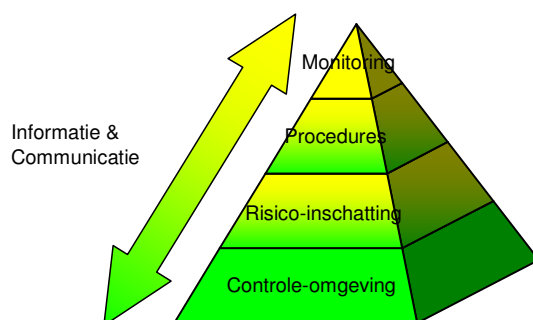 Monitoring
Informatie &
Communicatie
Procedures
Risico-inschatting
Controle-omgeving